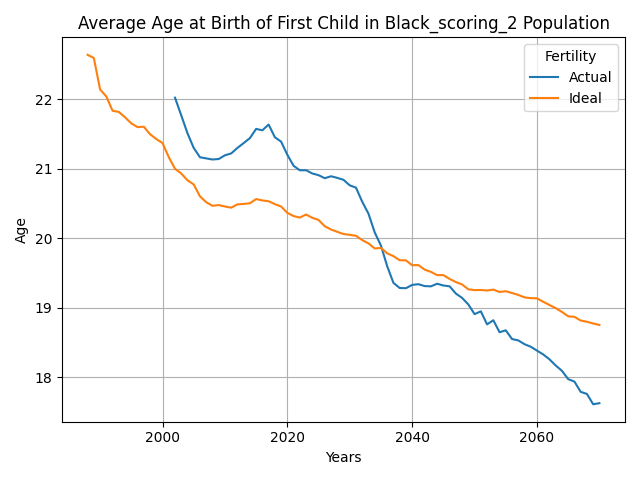 Average Age at Birth of First Child in Black_scoring_2 Population
Fertility
Actual
Ideal
Age
22
21
20
19
18
2000
2020
2040
2060
Years